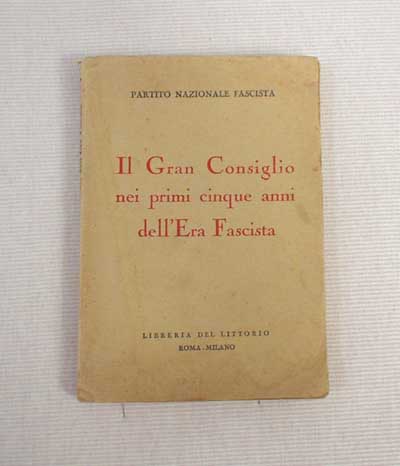 PARTITO NAZIONALE FASCISTA
Il Gran Consiglio
nei primi cinque anni
dell'Era Fascista
LIBRERIA DEL LITTORIO
ROMA-MILANO